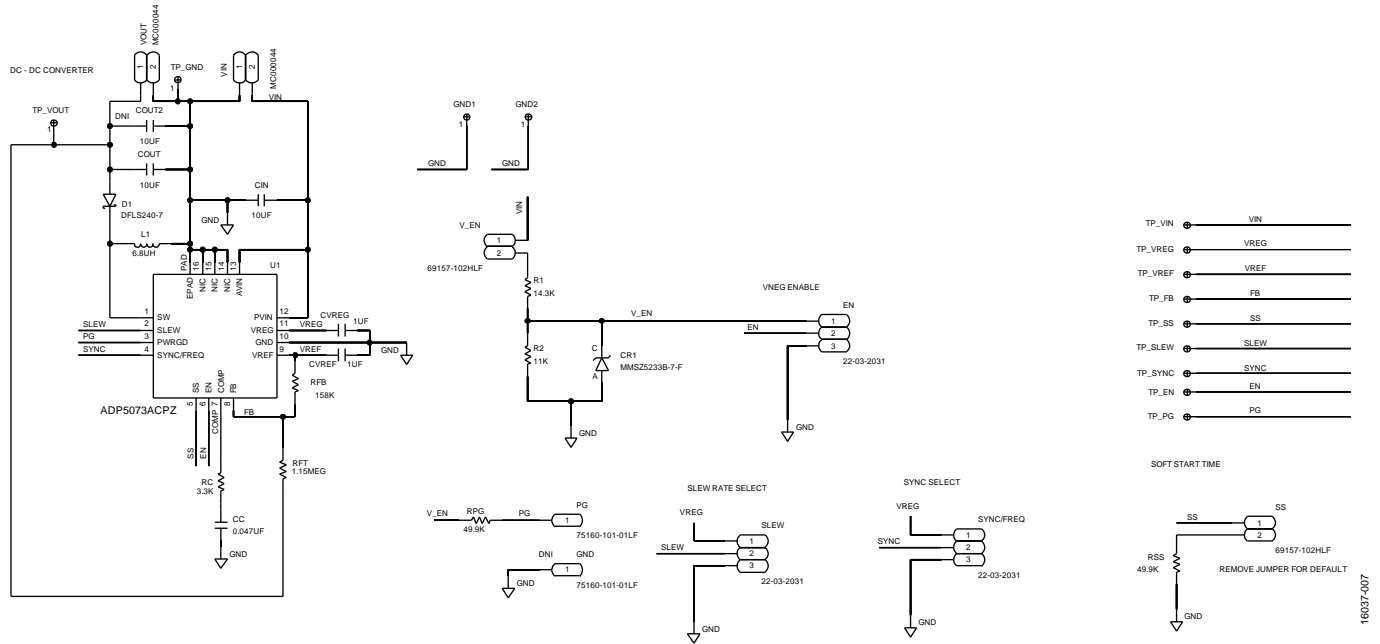 DC - DC CONVERTER
VOUT
MC000044
1
2
TP_GND
1
VIN
1
2
MC000044
VIN
TP_VOUT
1
DNI
COUT2
10UF
COUT
10UF
D1
DFLS240-7
CIN
10UF
GND
L1
6.8UH
PAD
16
15
14
13
U1
EPAD
NIC
NIC
NIC
AVIN
1
SW
SLEW
2
SLEW
PG
3
PWRGD
SYNC
4
SYNC/FREQ
PVIN
12
VREG
11
VREG
CVREG
1UF
GND
10
GND
VREF
9
VREF
CVREF
1UF
SS
EN
COMP
FB
5
6
7
8
ADP5073ACPZ
RFB
158K
FB
SS
EN
COMP
RFT
1.15MEG
RC
3.3K
CC
0.047UF
GND
GND1
1
GND
GND2
1
GND
VIN
V_EN
1
2
69157-102HLF
R1
14.3K
VNEG ENABLE
V_EN
EN
EN
1
2
3
22-03-2031
R2
11K
C
A
CR1
MMSZ5233B-7-F
GND
GND
V_EN
RPG
49.9K
PG
PG
1
75160-101-01LF
DNI
GND
1
GND
75160-101-01LF
SLEW RATE SELECT
VREG
SLEW
SLEW
1
2
3
22-03-2031
GND
SYNC SELECT
VREG
SYNC/FREQ
SYNC
1
2
3
22-03-2031
GND
TP_VIN
VIN
TP_VREG
VREG
TP_VREF
VREF
TP_FB
FB
TP_SS
SS
TP_SLEW
SLEW
TP_SYNC
SYNC
TP_EN
EN
TP_PG
PG
SOFT START TIME
SS
SS
1
2
69157-102HLF
RSS
49.9K
REMOVE JUMPER FOR DEFAULT
GND
16037-007